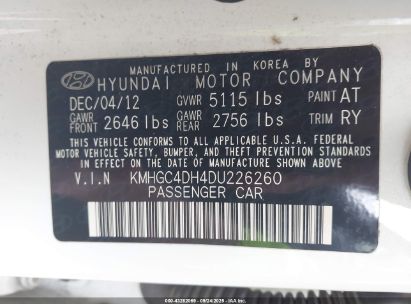 MANUFACTURED IN KOREA BY
HYUNDAI MOTOR COMPANY
DEC/04/12 GVWR 5115 lbs PAINT AT
GAWR FRONT 2646 lbs GAWR REAR 2756 lbs TRIM RY
THIS VEHICLE CONFORMS TO ALL APPLICABLE U.S.A. FEDERAL
MOTOR VEHICLE SAFETY, BUMPER, AND THEFT PREVENTION STANDARDS
IN EFFECT ON THE DATE OF MANUFACTURE SHOWN ABOVE.
V.I.N KMHGC4DH4DU226260
PASSENGER CAR